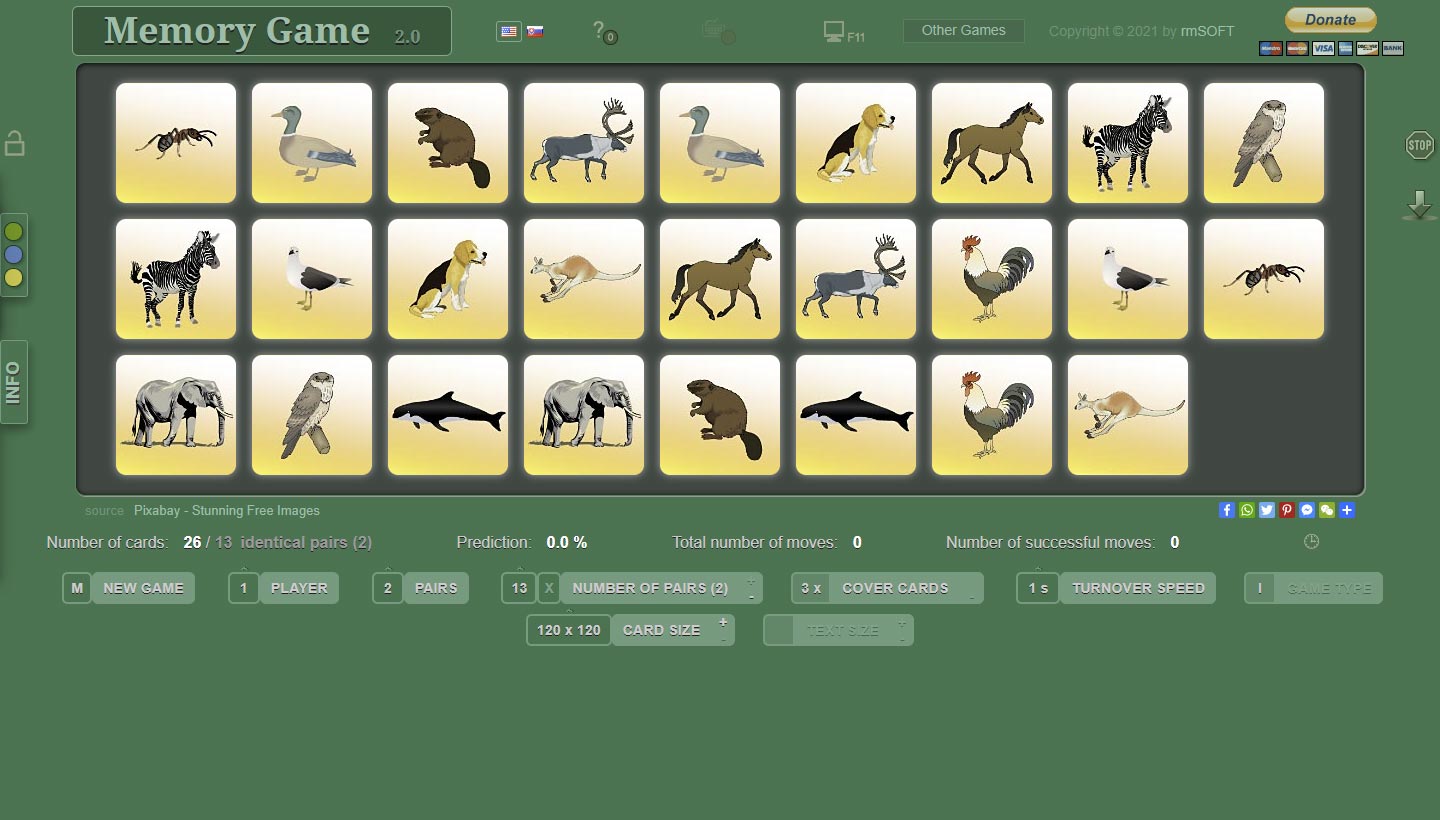 Memory Game 2.0
? 0
F11
Other Games
Copyright © 2021 by rmSOFT
Donate
VISA
BANK
STOP
INFO
source Pixabay - Stunning Free Images
Number of cards: 26 / 13 identical pairs (2)
Prediction: 0.0 %
Total number of moves: 0
Number of successful moves: 0
M NEW GAME
1 PLAYER
2 PAIRS
13 X NUMBER OF PAIRS (2) + -
3 x COVER CARDS -
1 s TURNOVER SPEED
I GAME TYPE
120 x 120 CARD SIZE + -
TEXT SIZE + -